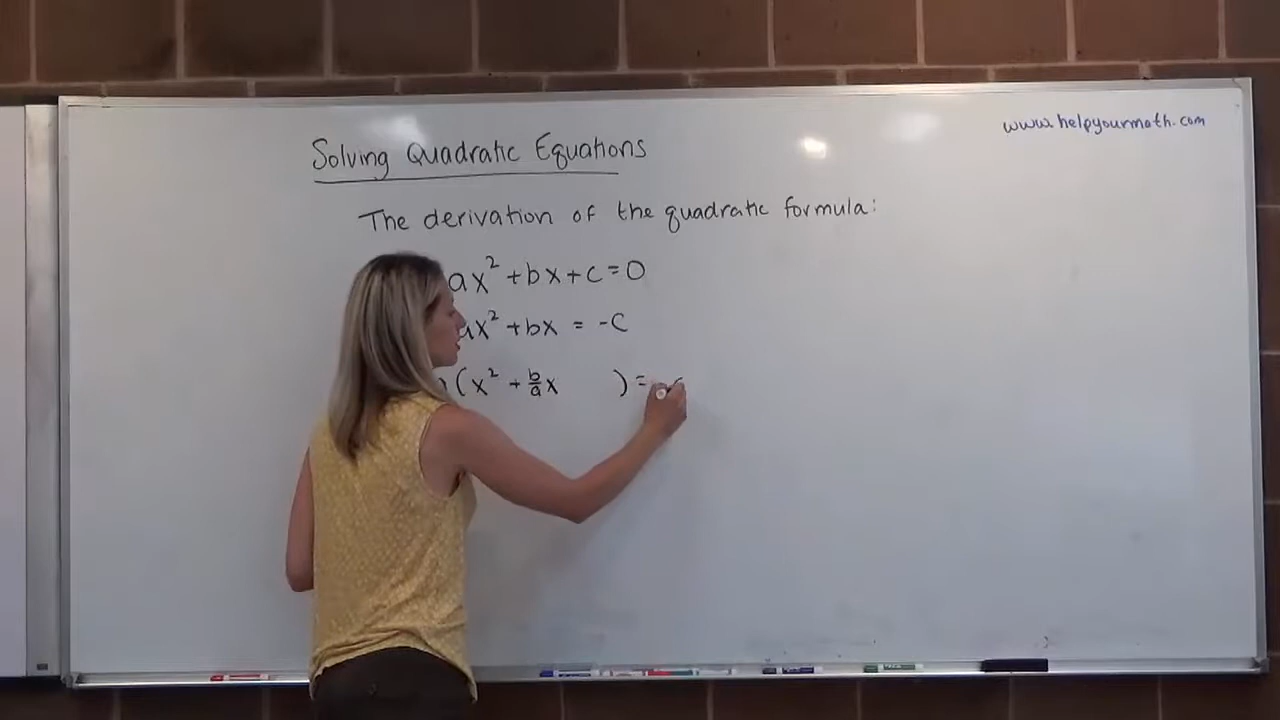 www.helpyourmath.com
Solving Quadratic Equations
The derivation of the quadratic formula:
ax² + bx + c = 0
ax² + bx = -c
(x² + b/a x ) = -c